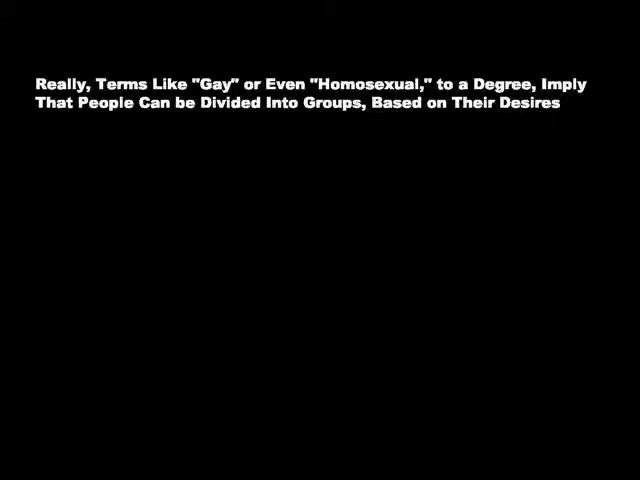 Really, Terms Like "Gay" or Even "Homosexual," to a Degree, Imply
That People Can be Divided Into Groups, Based on Their Desires